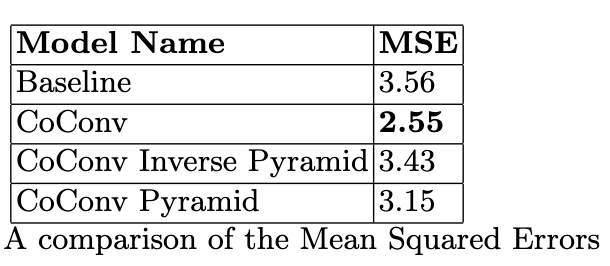 Model Name MSE
Baseline 3.56
CoConv 2.55
CoConv Inverse Pyramid 3.43
CoConv Pyramid 3.15
A comparison of the Mean Squared Errors